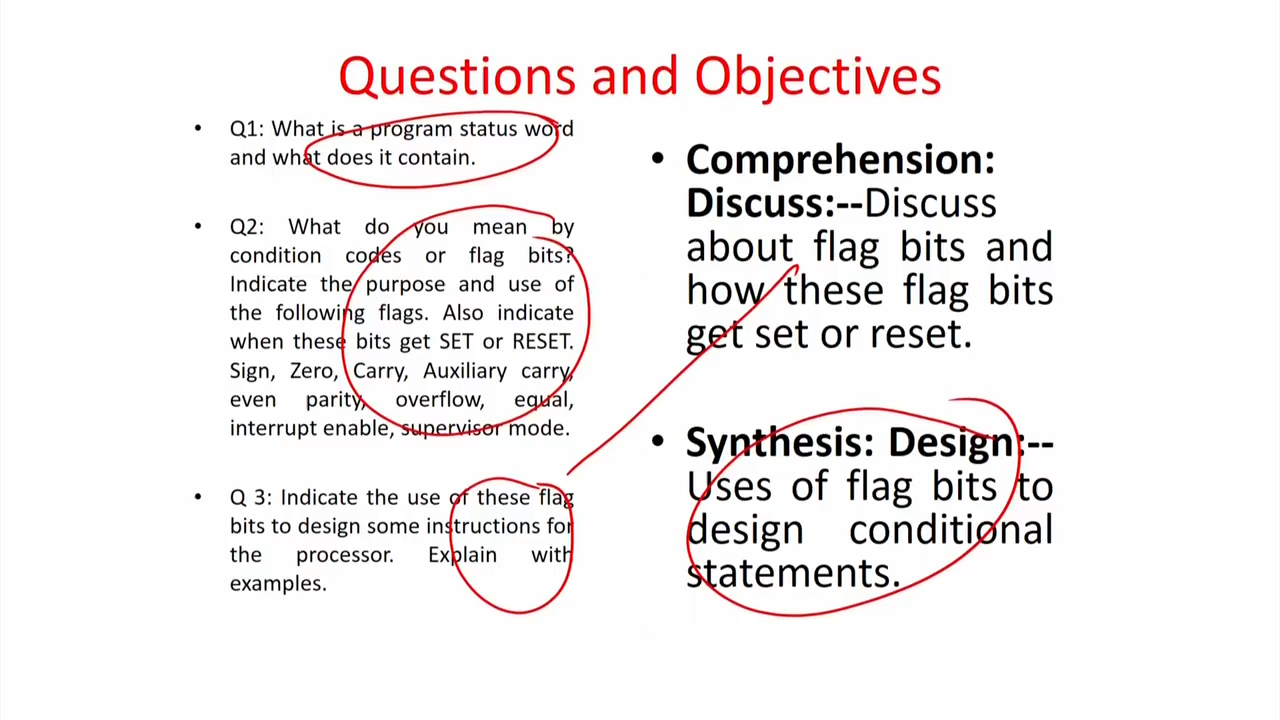 Questions and Objectives
• Q1: What is a program status word
and what does it contain.
• Q2: What do you mean by
condition codes or flag bits?
Indicate the purpose and use of
the following flags. Also indicate
when these bits get SET or RESET.
Sign, Zero, Carry, Auxiliary carry,
even parity, overflow, equal,
interrupt enable, supervisor mode.
• Q 3: Indicate the use of these flag
bits to design some instructions for
the processor. Explain with
examples.
• Comprehension:
Discuss:--Discuss
about flag bits and
how these flag bits
get set or reset.
• Synthesis: Design:--
Uses of flag bits to
design conditional
statements.